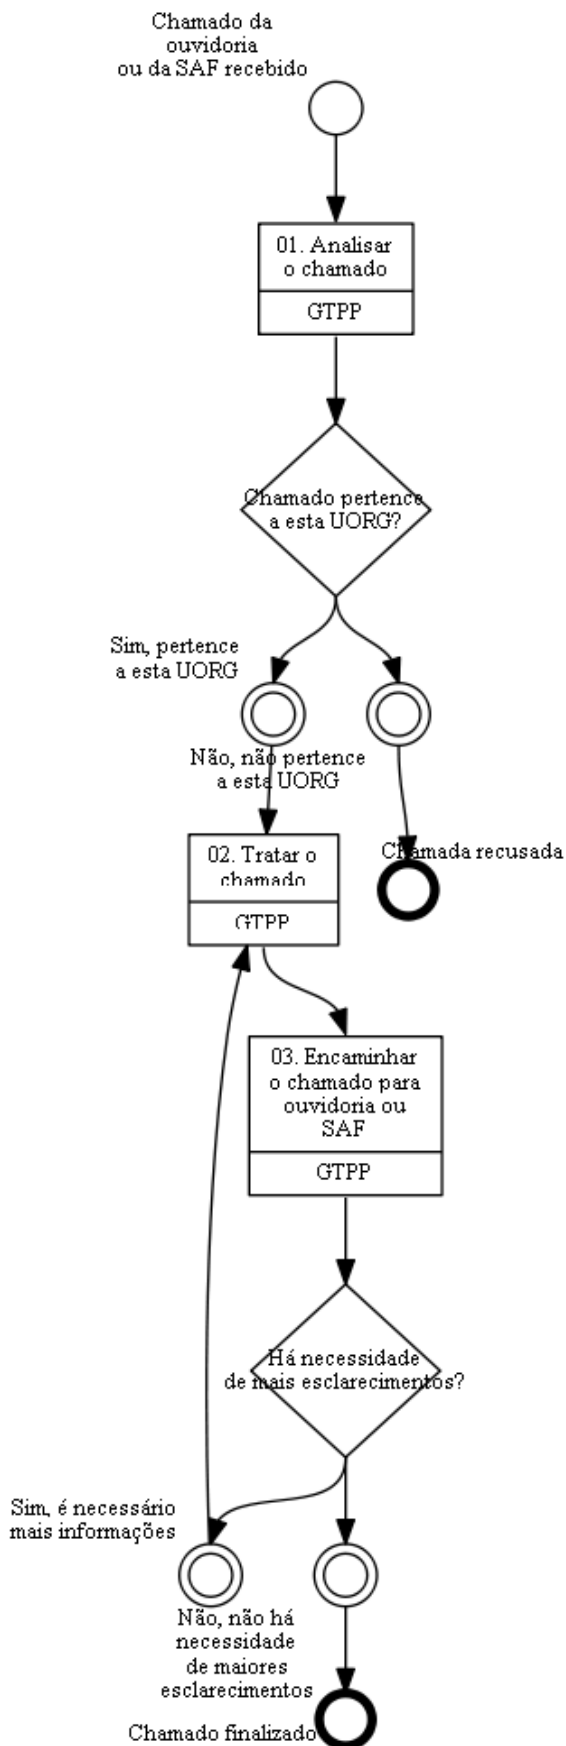 Chamado da
ouvidoria
ou da SAF recebido
01. Analisar
o chamado
GTPP
Chamado pertence
a esta UORG?
Sim, pertence
a esta UORG
Não, não pertence
a esta UORG
02. Tratar o
chamado
GTPP
Chamada recusada
03. Encaminhar
o chamado para
ouvidoria ou
SAF
GTPP
Há necessidade
de mais esclarecimentos?
Sim, é necessário
mais informações
Não, não há
necessidade
de maiores
esclarecimentos
Chamado finalizado